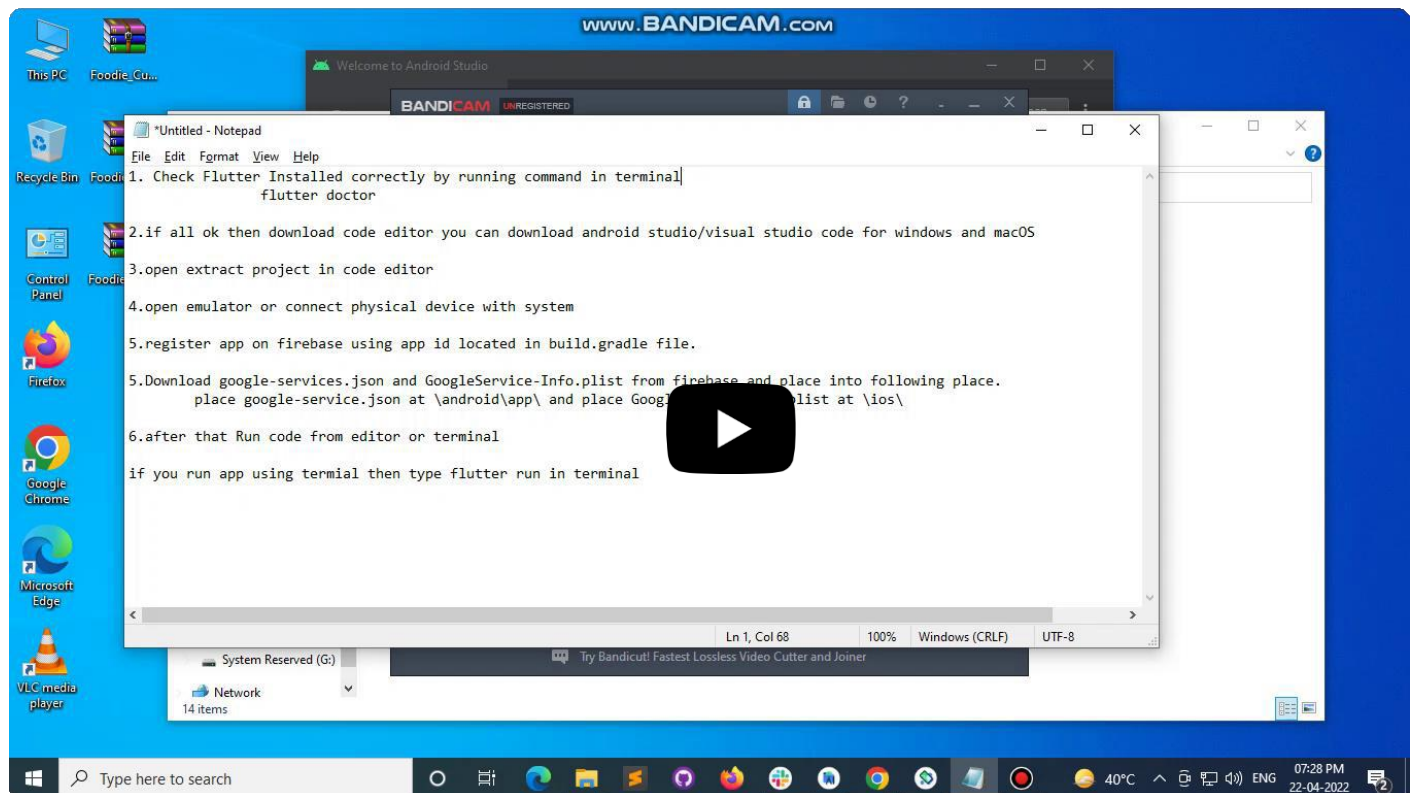 www.BANDICAM.COM
This PC
Foodie_Cu...
Welcome to Android Studio
BANDICAM UNREGISTERED
*Untitled - Notepad
File Edit Format View Help
Recycle Bin
1. Check Flutter Installed correctly by running command in terminal
flutter doctor
2.if all ok then download code editor you can download android studio/visual studio code for windows and macOS
3.open extract project in code editor
Control Panel
4.open emulator or connect physical device with system
5.register app on firebase using app id located in build.gradle file.
Firefox
5.Download google-services.json and GoogleService-Info.plist from firebase and place into following place.
place google-service.json at \android\app\ and place Goog plist at \ios\
6.after that Run code from editor or terminal
if you run app using termial then type flutter run in terminal
Google
Chrome
Microsoft
Edge
Ln 1, Col 68 100% Windows (CRLF) UTF-8
System Reserved (G:)
Try Bandicut! Fastest Lossless Video Cutter and Joiner
VLC media
player
Network
14 items
Type here to search
40°C ENG 07:28 PM
22-04-2022
2